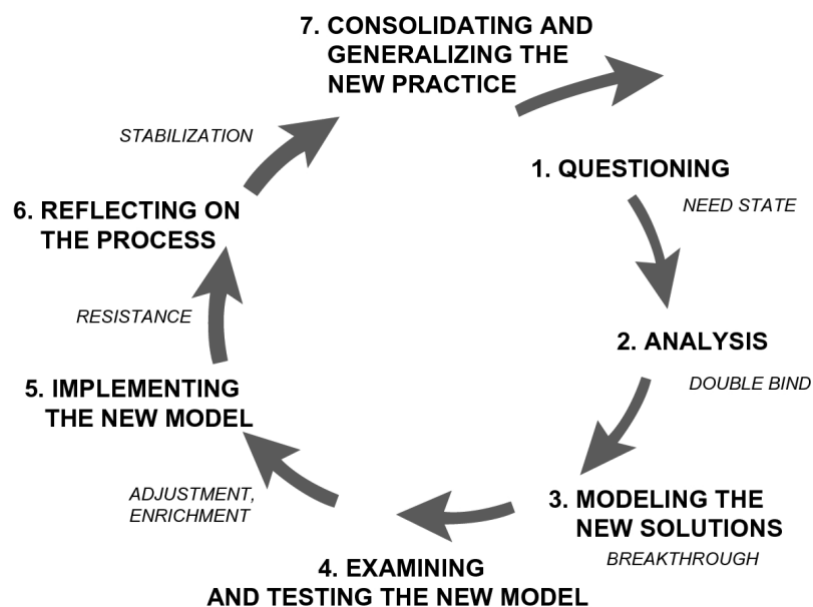 7. CONSOLIDATING AND
GENERALIZING THE
NEW PRACTICE
1. QUESTIONING
NEED STATE
2. ANALYSIS
DOUBLE BIND
3. MODELING THE
NEW SOLUTIONS
BREAKTHROUGH
4. EXAMINING
AND TESTING THE NEW MODEL
ADJUSTMENT,
ENRICHMENT
5. IMPLEMENTING
THE NEW MODEL
RESISTANCE
6. REFLECTING ON
THE PROCESS
STABILIZATION